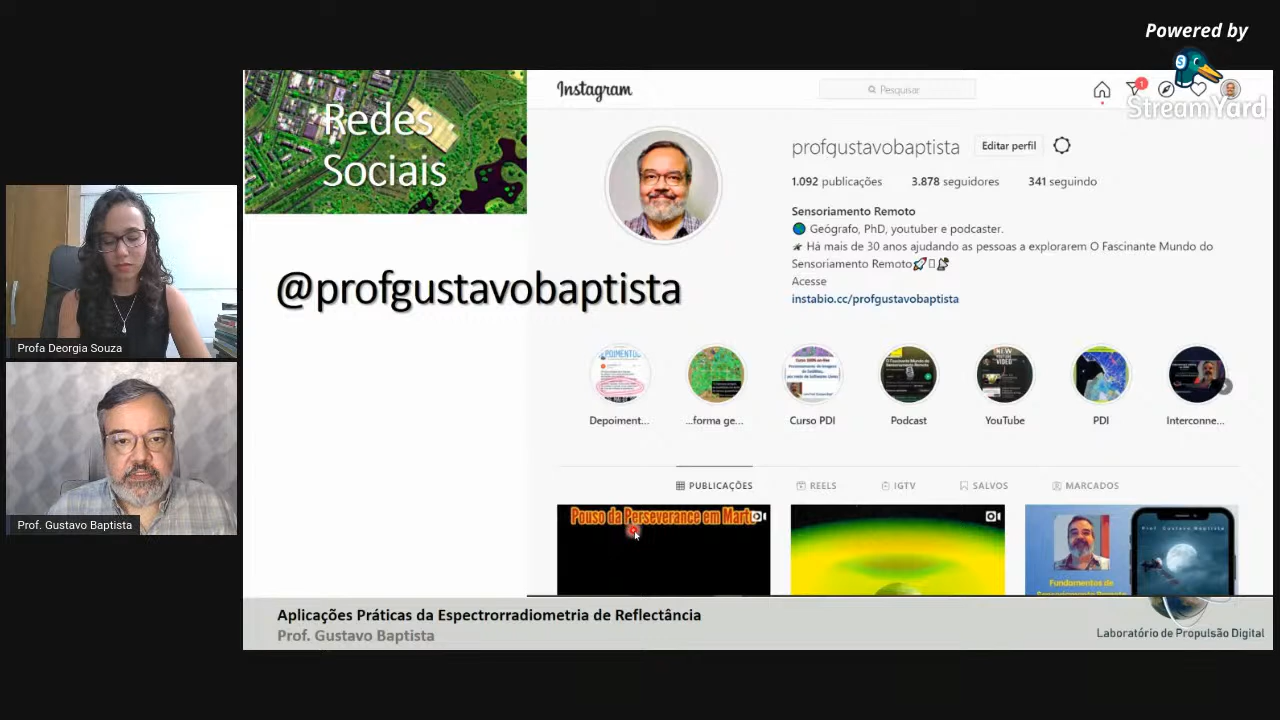 Powered by
StreamYard
Redes
Sociais
@profgustavobaptista
Instagram
Pesquisar
1
profgustavobaptista
Editar perfil
1.092 publicações
3.878 seguidores
341 seguindo
Sensoriamento Remoto
Geógrafo, PhD, youtuber e podcaster.
Há mais de 30 anos ajudando as pessoas a explorarem O Fascinante Mundo do
Sensoriamento Remoto
Acesse
instabio.cc/profgustavobaptista
Depoiment...
...forma ge...
Curso PDI
Podcast
YouTube
PDI
Interconne...
PUBLICAÇÕES
REELS
IGTV
SALVOS
MARCADOS
Pouso da Perseverance em Mart
Prof. Gustavo Baptista
Fundamentos de
Profa Deorgia Souza
Prof. Gustavo Baptista
Aplicações Práticas da Espectrorradiometria de Reflectância
Prof. Gustavo Baptista
Laboratório de Propulsão Digital